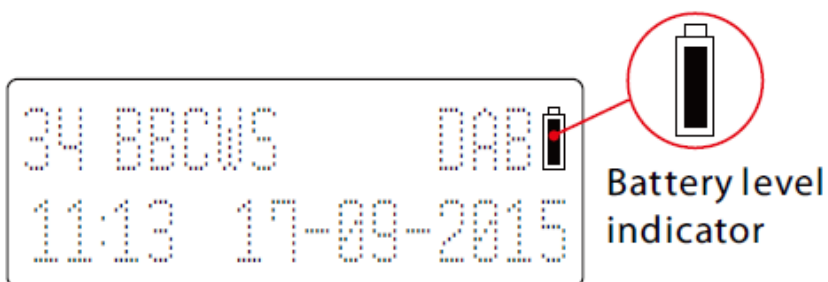 34 BBCWS DAB
11:13 17-09-2015
Battery level
indicator